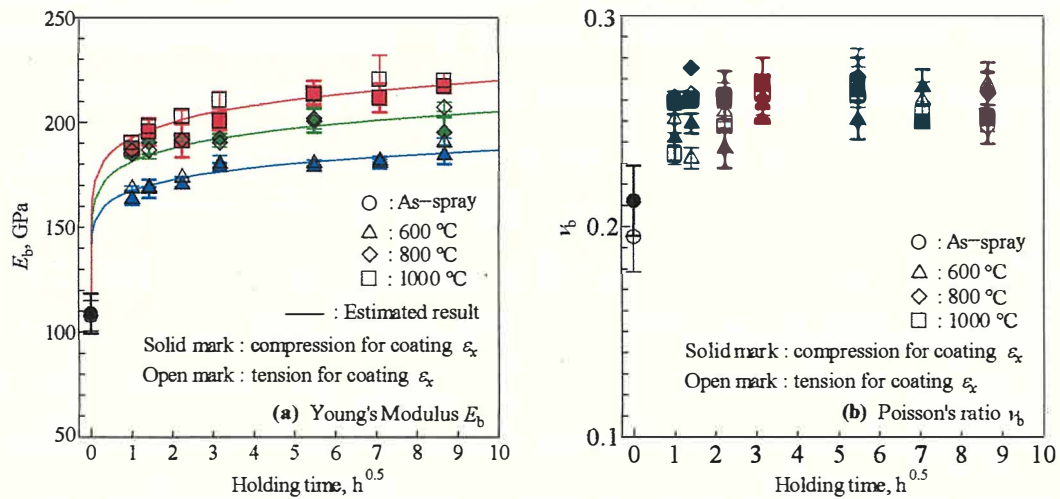 250
200
150
100
50
E_b, GPa
○ : As−spray
△ : 600 °C
◇ : 800 °C
□ : 1000 °C
— : Estimated result
Solid mark : compression for coating ε_x
Open mark : tension for coating ε_x
(a) Young's Modulus E_b
0 1 2 3 4 5 6 7 8 9 10
Holding time, h^0.5
0.3
0.2
0.1
ν_b
○ : As−spray
△ : 600 °C
◇ : 800 °C
□ : 1000 °C
Solid mark : compression for coating ε_x
Open mark : tension for coating ε_x
(b) Poisson's ratio ν_b
0 1 2 3 4 5 6 7 8 9 10
Holding time, h^0.5